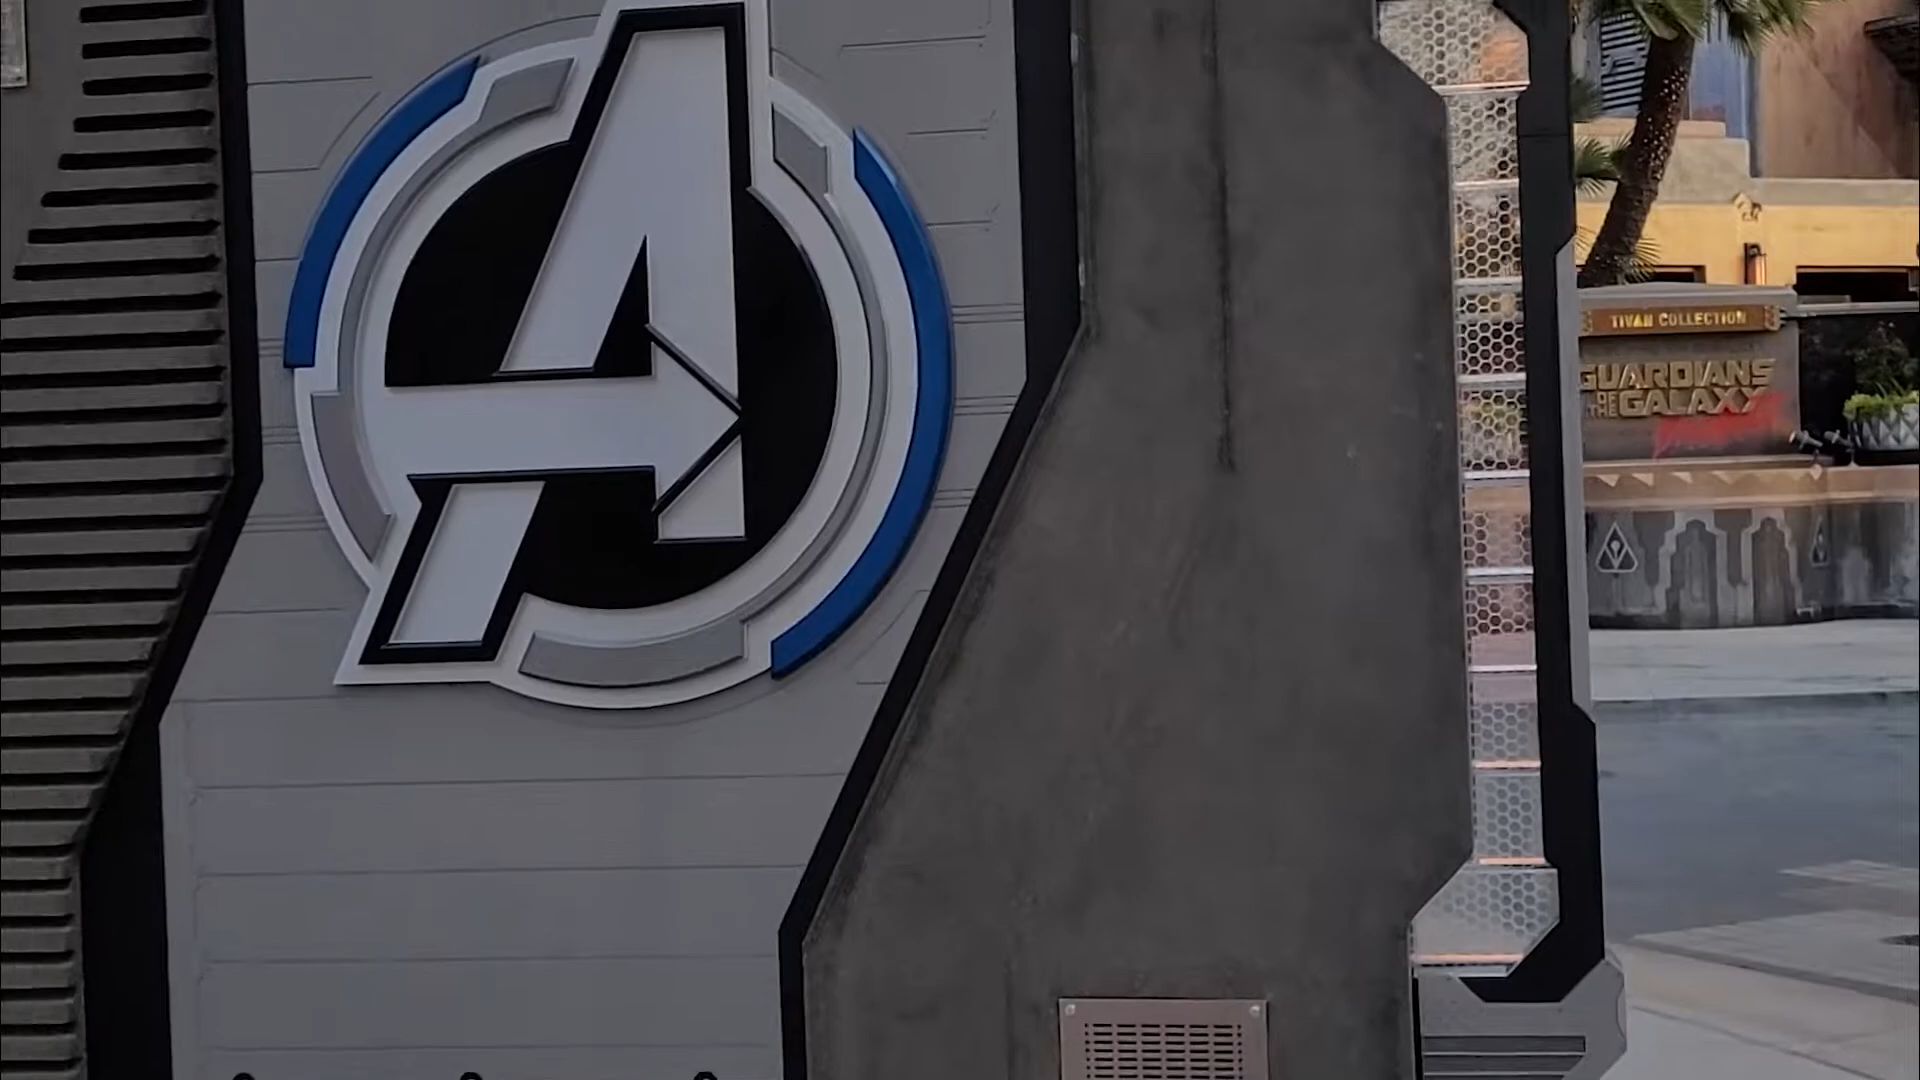 A
TIVAN COLLECTION
GUARDIANS
OF
THE GALAXY